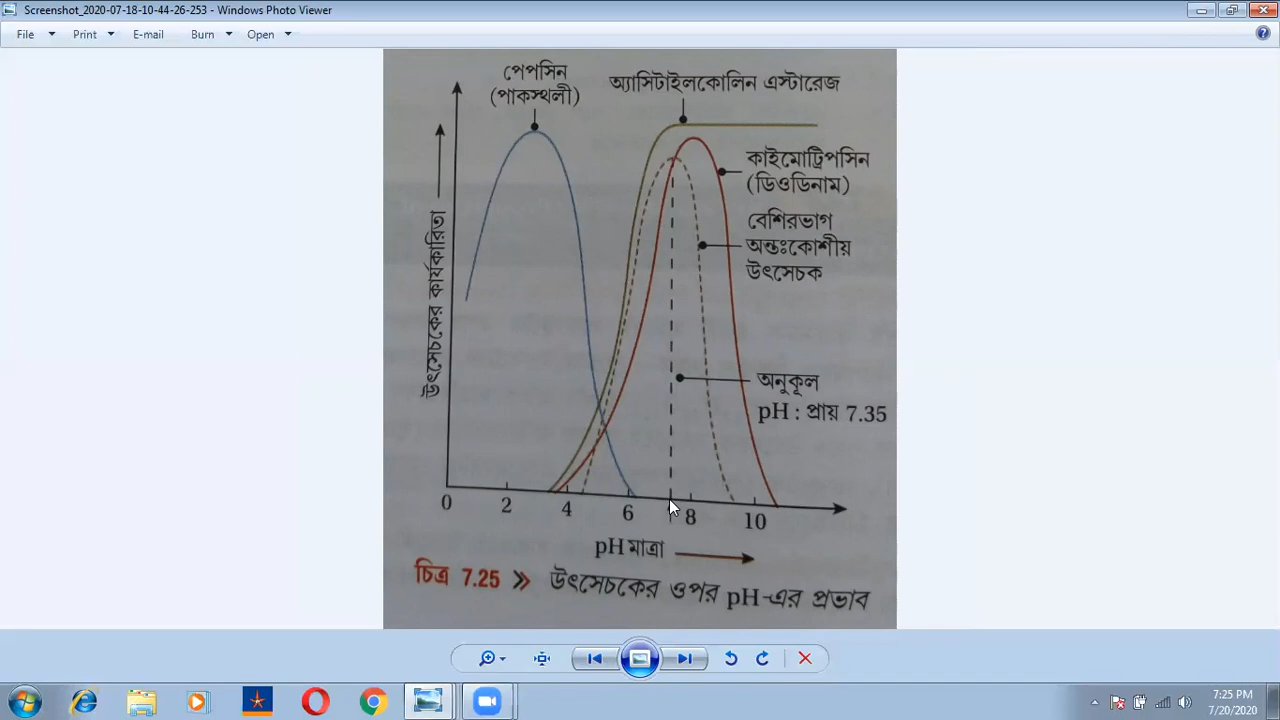 Screenshot_2020-07-18-10-44-26-253 - Windows Photo Viewer
File Print E-mail Burn Open
পেপসিন
(পাকস্থলী)
অ্যাসিটাইলকোলিন এস্টারেজ
কাইমোট্রিপসিন
(ডিওডিনাম)
বেশিরভাগ
অন্তঃকোশীয়
উৎসেচক
অনুকূল
pH : প্রায় 7.35
উৎসেচকের কার্যকারিতা
0 2 4 6 8 10
pH মাত্রা
চিত্র 7.25 » উৎসেচকের ওপর pH-এর প্রভাব
7:25 PM
7/20/2020